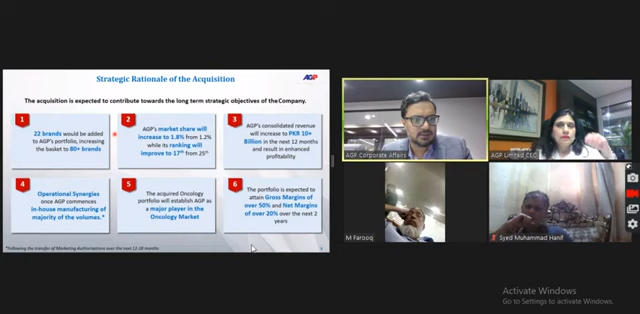 Strategic Rationale of the Acquisition
AGP
The acquisition is expected to contribute towards the long term strategic objectives of the Company.
1
22 brands would be added
to AGP's portfolio, increasing
the basket to 80+ brands
2
AGP's market share will
increase to 1.8% from 1.2%
while its ranking will
improve to 17th from 25th
3
AGP's consolidated revenue
will increase to PKR 10+
Billion in the next 12 months
and result in enhanced
profitability
4
Operational Synergies
once AGP commences
in-house manufacturing of
majority of the volumes.*
5
The acquired Oncology
portfolio will establish AGP as
a major player in the
Oncology Market
6
The portfolio is expected to
attain Gross Margins of
over 50% and Net Margins
of over 20% over the next 2
years
*Following the transfer of Marketing Authorisations over the next 12-18 months
AGP Corporate Affairs
AGP Limited CEO
M Farooq
Syed Muhammad Hanif
Activate Windows
Go to Settings to activate Windows.